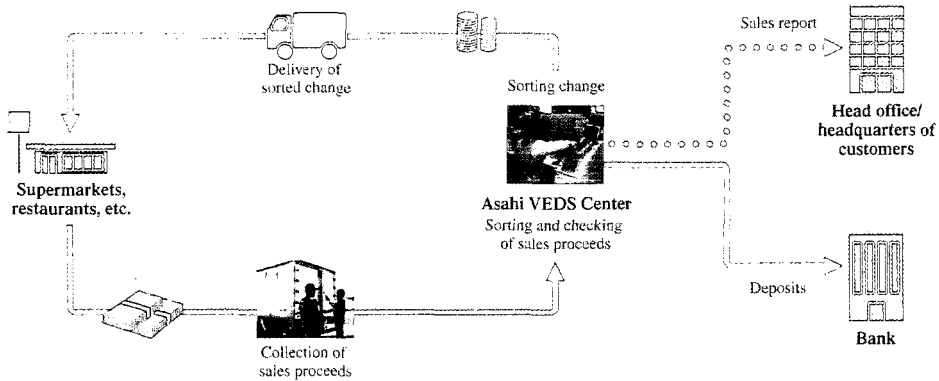 Sales report
Delivery of
sorted change
Sorting change
Head office/
headquarters of
customers
Supermarkets,
restaurants, etc.
Asahi VEDS Center
Sorting and checking
of sales proceeds
Deposits
Bank
Collection of
sales proceeds